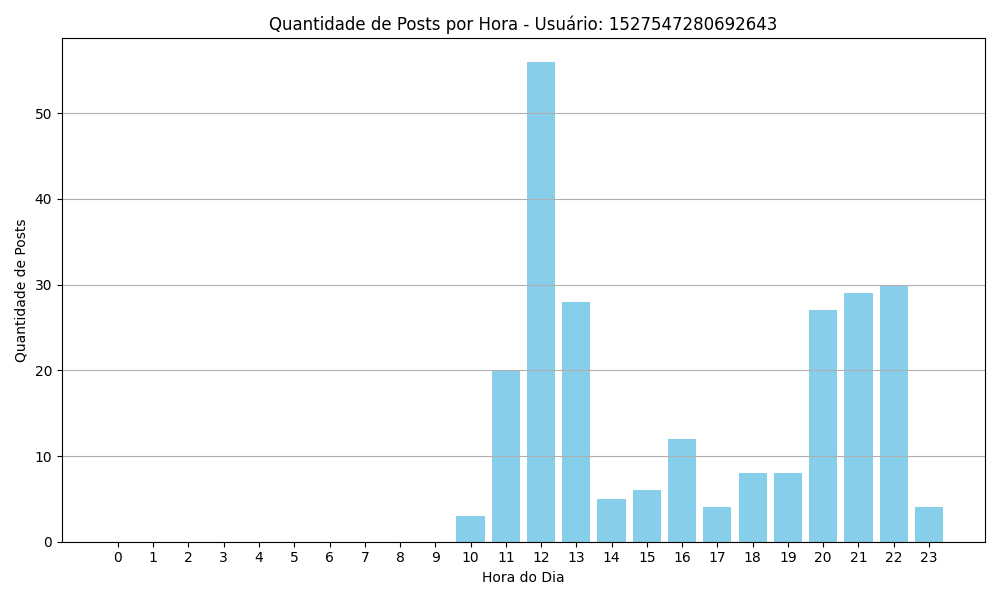 Quantidade de Posts por Hora - Usuário: 1527547280692643
Quantidade de Posts
50
40
30
20
10
0
0 1 2 3 4 5 6 7 8 9 10 11 12 13 14 15 16 17 18 19 20 21 22 23
Hora do Dia